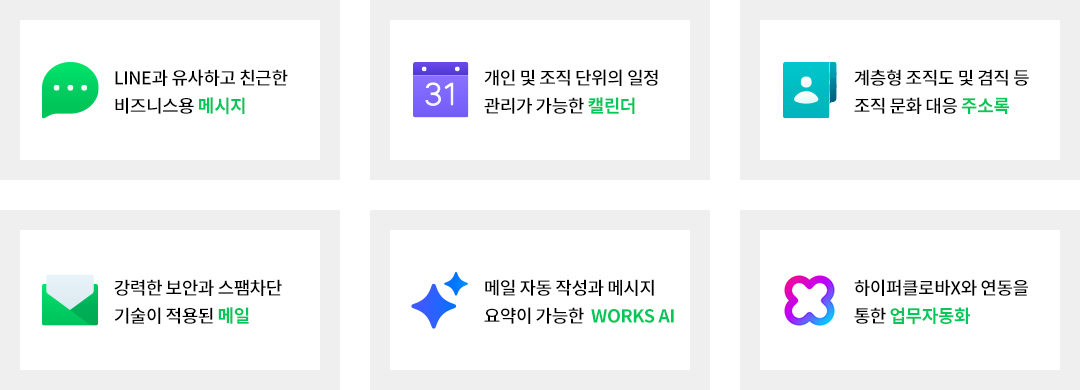 LINE과 유사하고 친근한
비즈니스용 메시지
31
개인 및 조직 단위의 일정
관리가 가능한 캘린더
계층형 조직도 및 겸직 등
조직 문화 대응 주소록
강력한 보안과 스팸차단
기술이 적용된 메일
메일 자동 작성과 메시지
요약이 가능한 WORKS AI
하이퍼클로바X와 연동을
통한 업무자동화